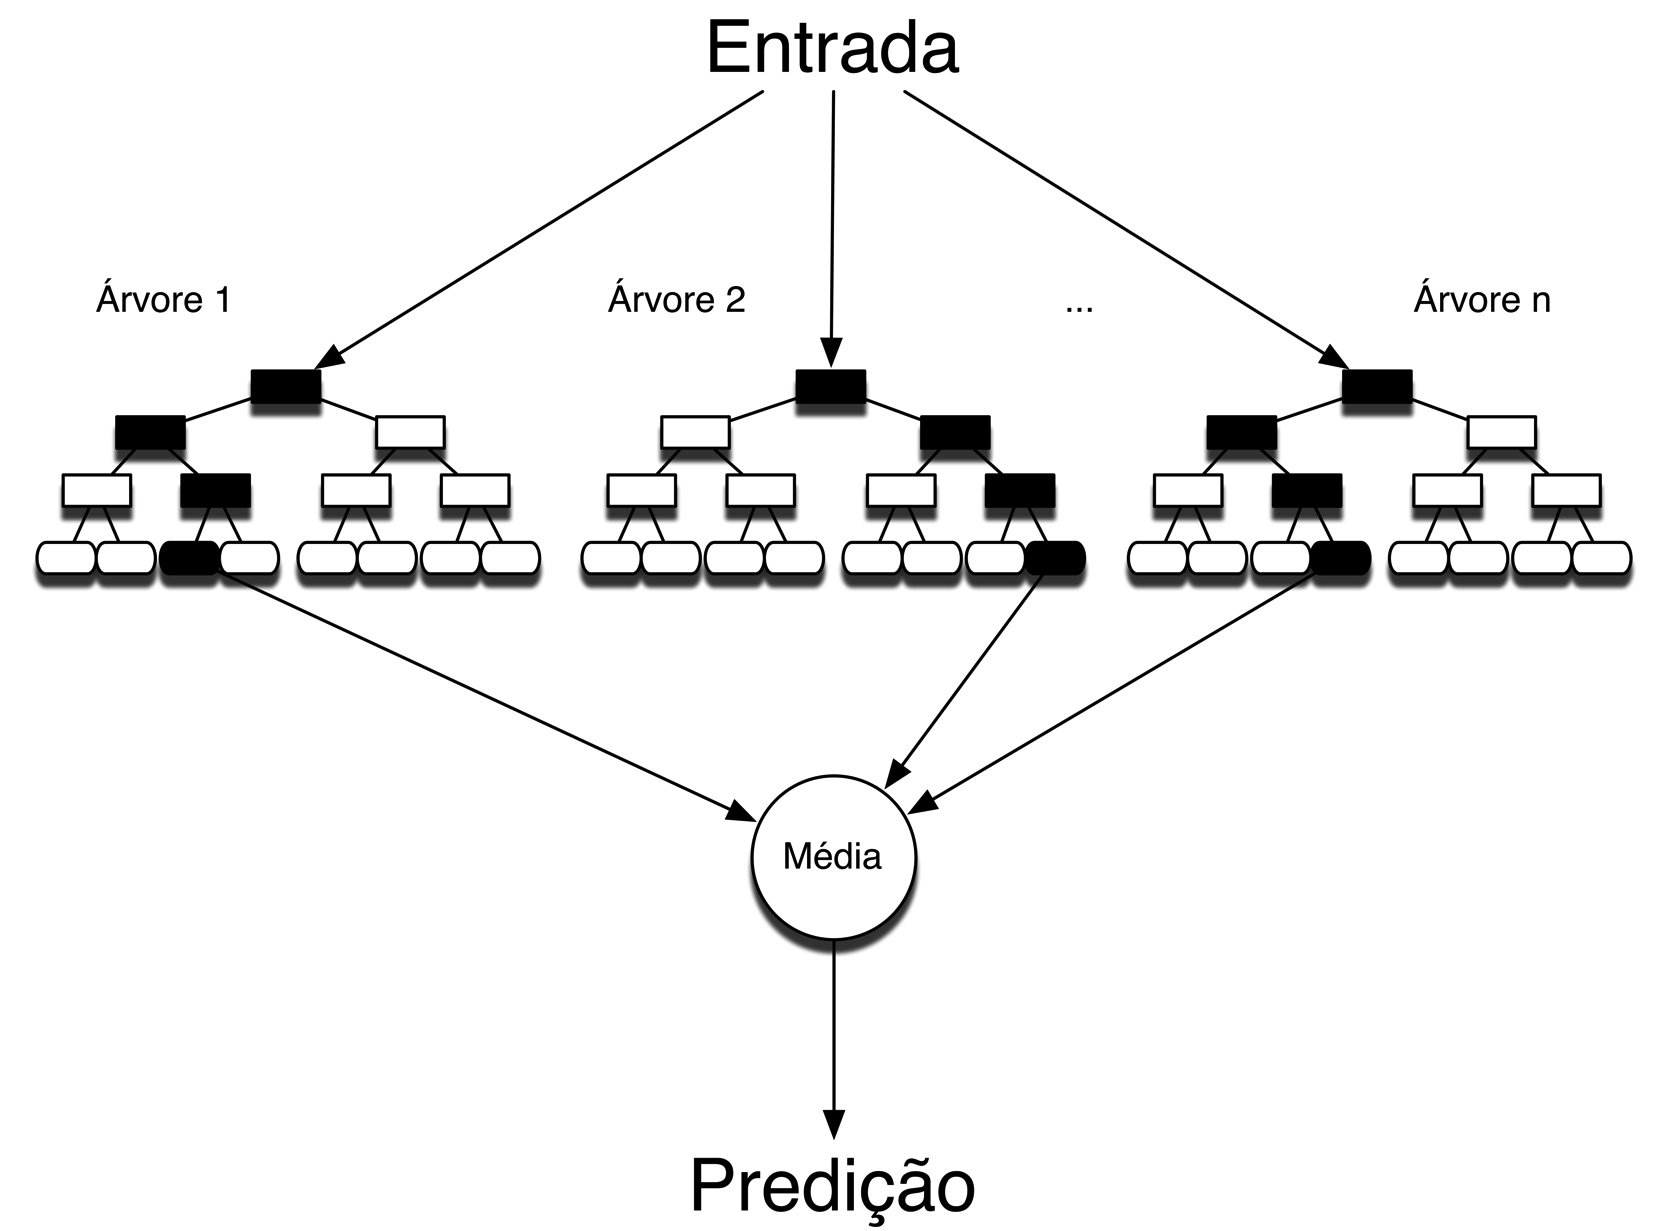 Entrada
Árvore 1
Árvore 2
...
Árvore n
Média
Predição